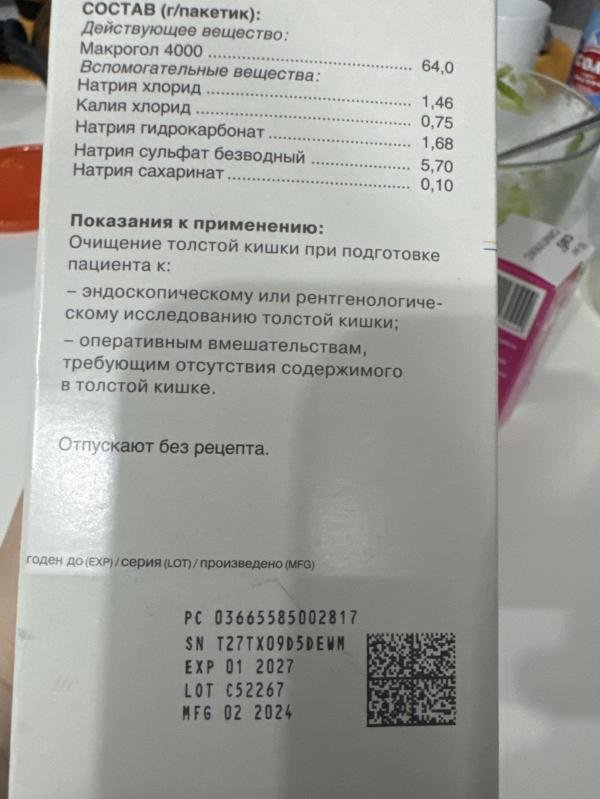 СОСТАВ (г/пакетик):
Действующее вещество:
Макрогол 4000 ........ 64,0
Вспомогательные вещества:
Натрия хлорид ........ 1,46
Калия хлорид ........ 0,75
Натрия гидрокарбонат ........ 1,68
Натрия сульфат безводный ........ 5,70
Натрия сахаринат ........ 0,10
Показания к применению:
Очищение толстой кишки при подготовке
пациента к:
– эндоскопическому или рентгенологиче-
скому исследованию толстой кишки;
– оперативным вмешательствам,
требующим отсутствия содержимого
в толстой кишке.
Отпускают без рецепта.
годен до (EXP) / серия (LOT) / произведено (MFG)
PC 03665585002817
SN T27TX09D5DEWM
EXP 01 2027
LOT C52267
MFG 02 2024